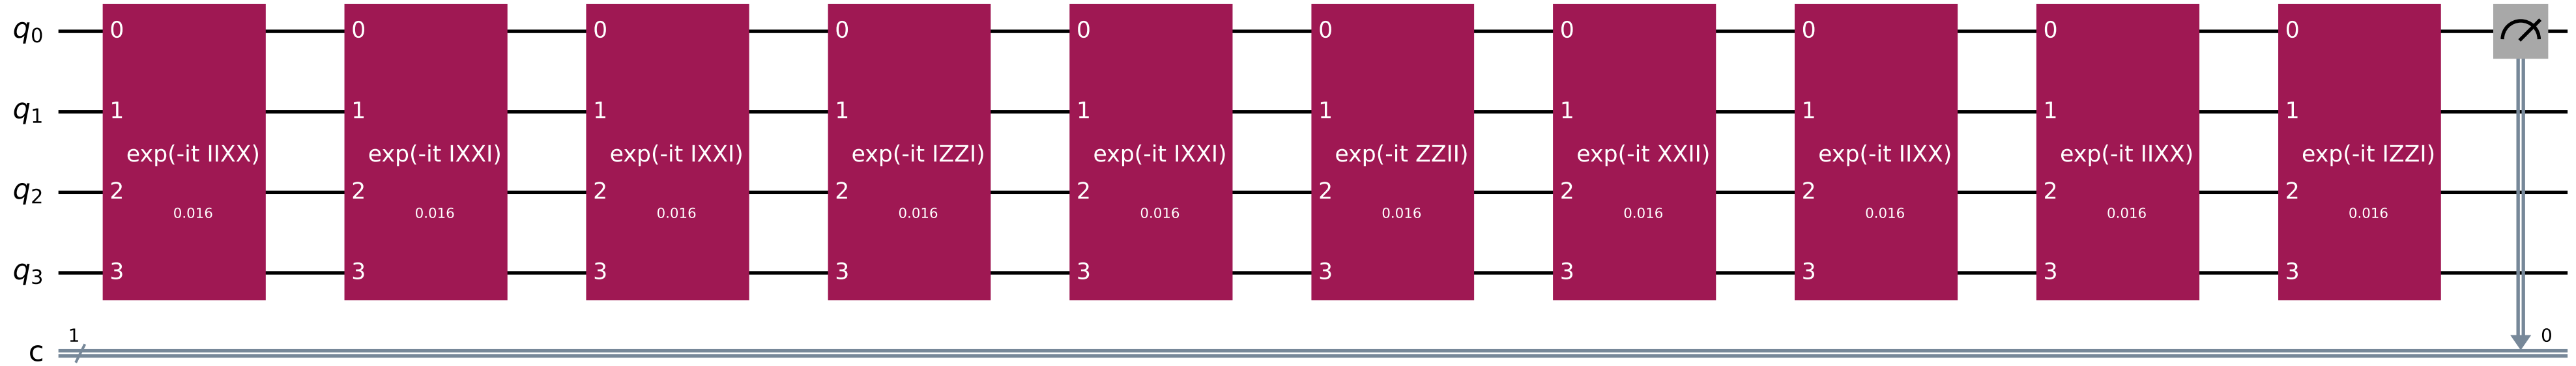 q0 0 0 0 0 0 0 0 0 0 0
q1 1 1 1 1 1 1 1 1 1 1
exp(-it IIXX) exp(-it IXXI) exp(-it IXXI) exp(-it IZZI) exp(-it IXXI) exp(-it ZZII) exp(-it XXII) exp(-it IIXX) exp(-it IIXX) exp(-it IZZI)
q2 2 2 2 2 2 2 2 2 2 2
0.016 0.016 0.016 0.016 0.016 0.016 0.016 0.016 0.016 0.016
q3 3 3 3 3 3 3 3 3 3 3
1 0
c